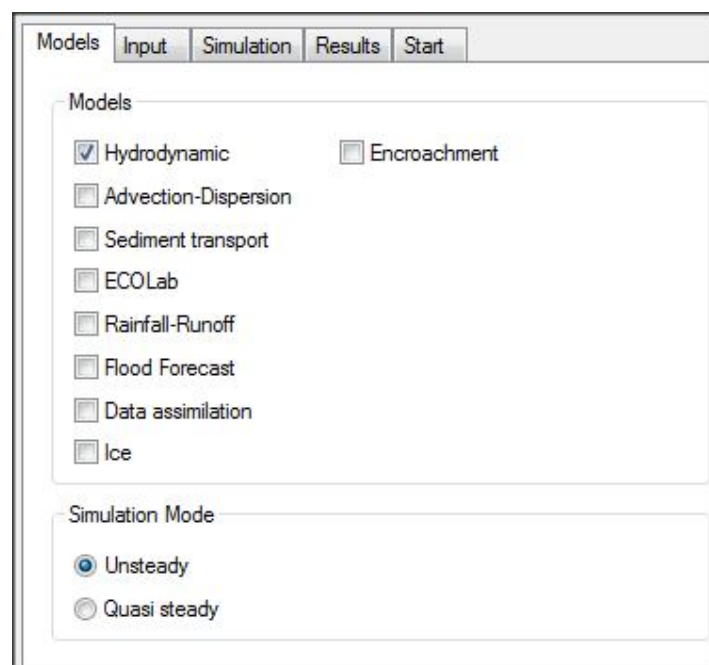 Models Input Simulation Results Start
Models
Hydrodynamic Encroachment
Advection-Dispersion
Sediment transport
ECOLab
Rainfall-Runoff
Flood Forecast
Data assimilation
Ice
Simulation Mode
Unsteady
Quasi steady